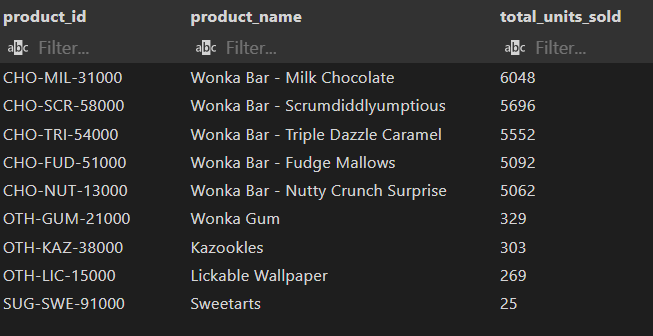 product_id product_name total_units_sold
abc Filter... abc Filter... abc Filter...
CHO-MIL-31000 Wonka Bar - Milk Chocolate 6048
CHO-SCR-58000 Wonka Bar - Scrumdiddlyumptious 5696
CHO-TRI-54000 Wonka Bar - Triple Dazzle Caramel 5552
CHO-FUD-51000 Wonka Bar - Fudge Mallows 5092
CHO-NUT-13000 Wonka Bar - Nutty Crunch Surprise 5062
OTH-GUM-21000 Wonka Gum 329
OTH-KAZ-38000 Kazookles 303
OTH-LIC-15000 Lickable Wallpaper 269
SUG-SWE-91000 Sweetarts 25